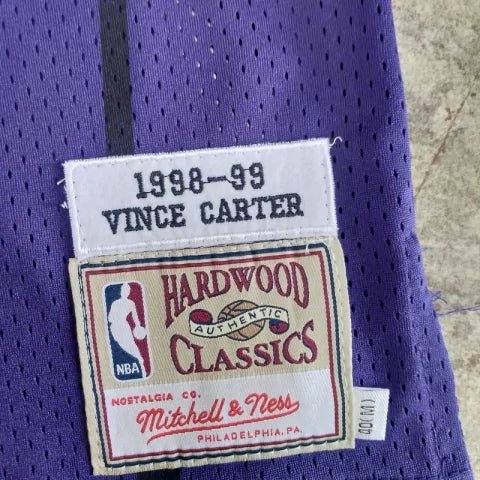 1998-99
VINCE CARTER
HARDWOOD
AUTHENTIC
CLASSICS
NBA
NOSTALGIA CO.
Mitchell & Ness
PHILADELPHIA, PA.
40(M)